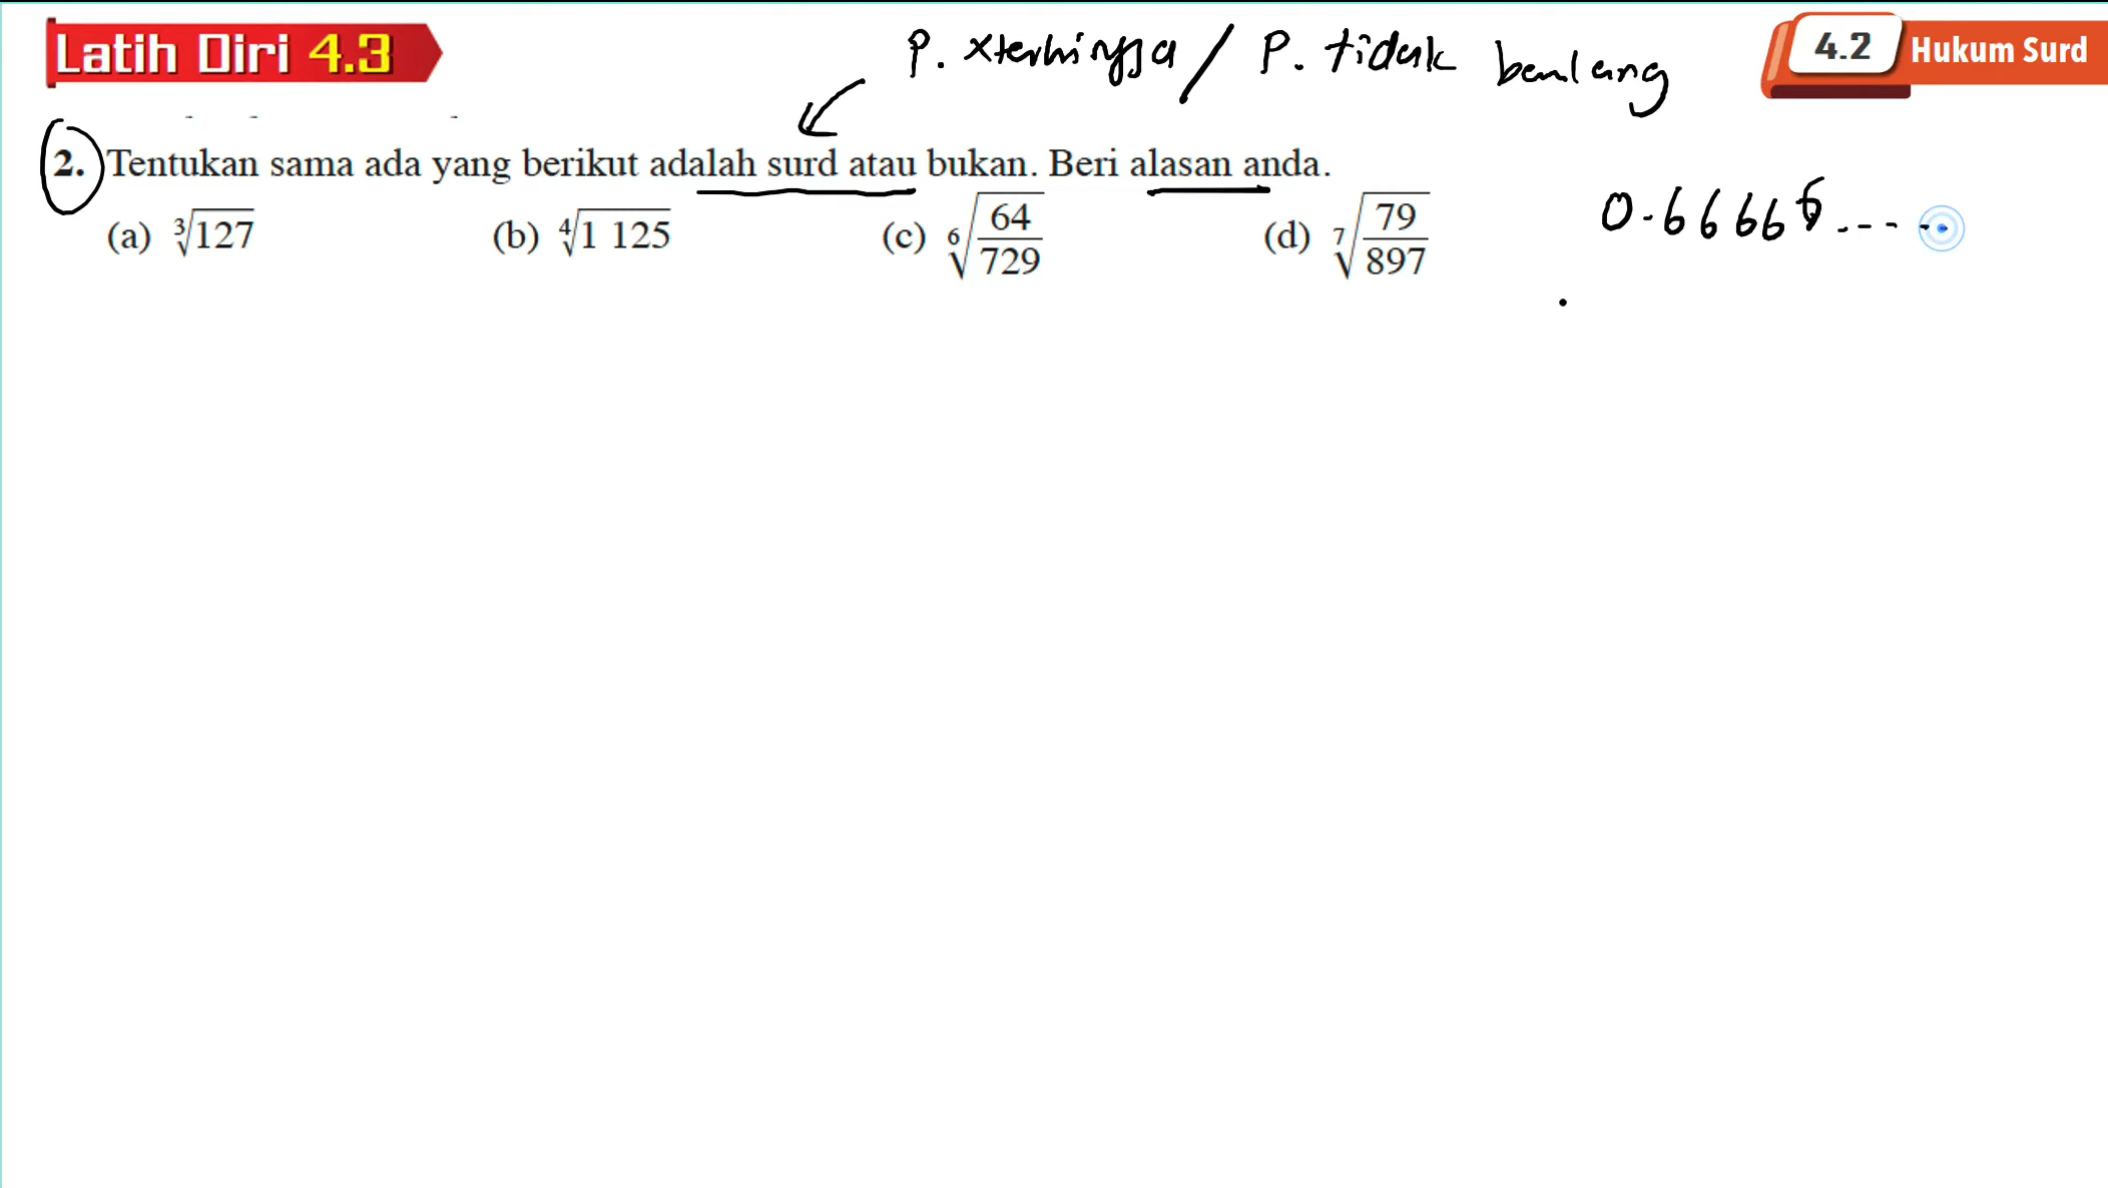 Latih Diri 4.3
P. xterhingga / P. tidak berulang
4.2 Hukum Surd
2. Tentukan sama ada yang berikut adalah surd atau bukan. Beri alasan anda.
(a) ∛127 (b) ∜1 125 (c) ⁶√(64/729) (d) ⁷√(79/897)
0.66666.....